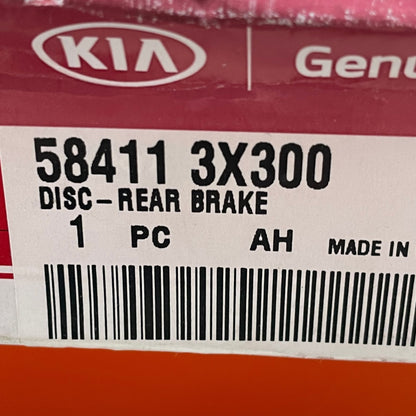 KIA Genu
58411 3X300
DISC-REAR BRAKE
1 PC AH MADE IN